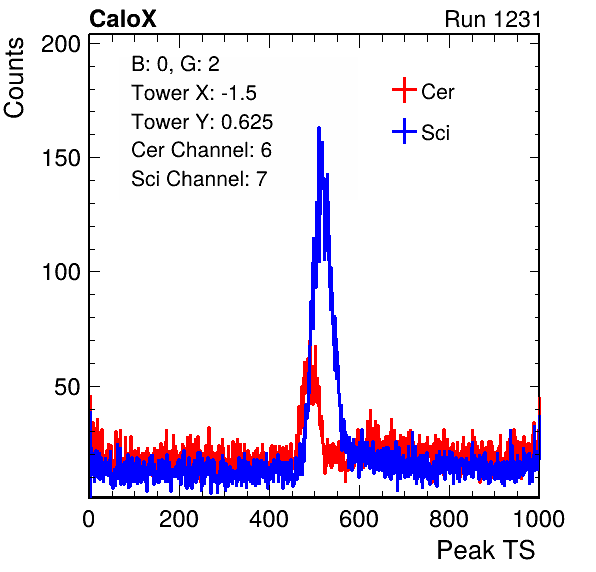 CaloX Run 1231
Counts
200
150
100
50
B: 0, G: 2
Tower X: -1.5
Tower Y: 0.625
Cer Channel: 6
Sci Channel: 7
Cer
Sci
0 200 400 600 800 1000
Peak TS